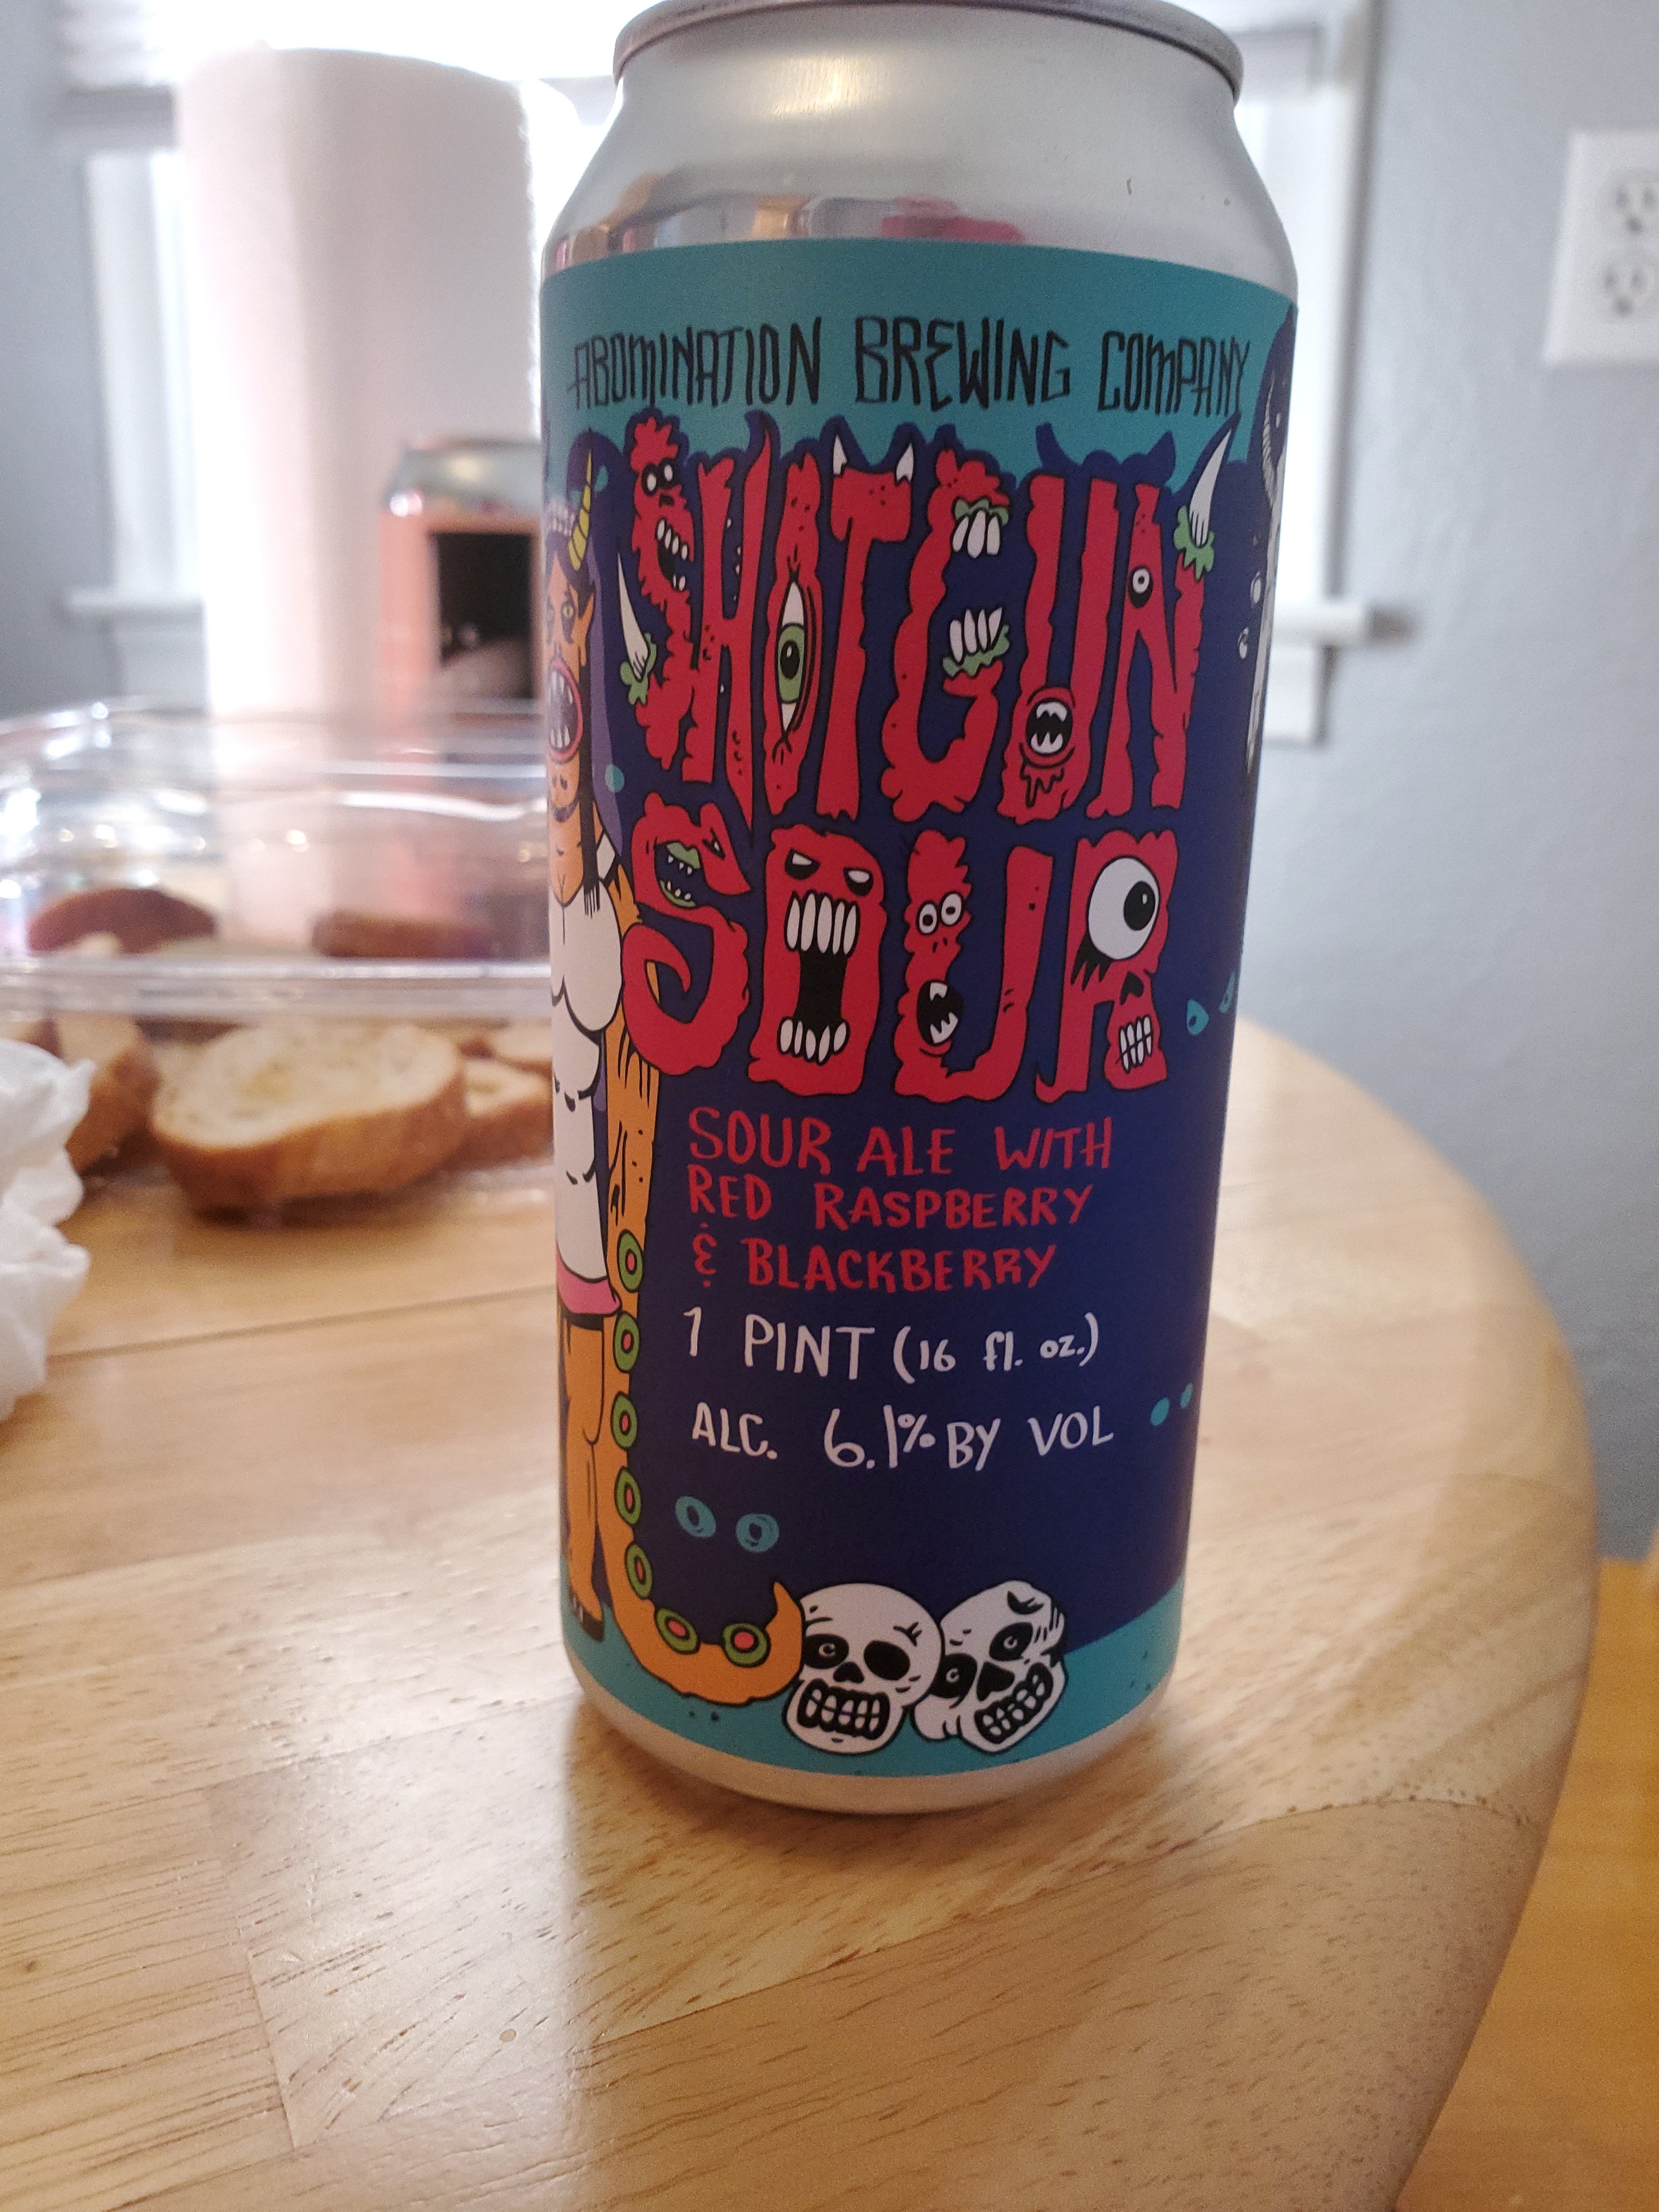 ABOMINATION BREWING COMPANY
SHOTGUN
SOUR
SOUR ALE WITH
RED RASPBERRY
& BLACKBERRY
1 PINT (16 fl. oz.)
ALC. 6.1% BY VOL